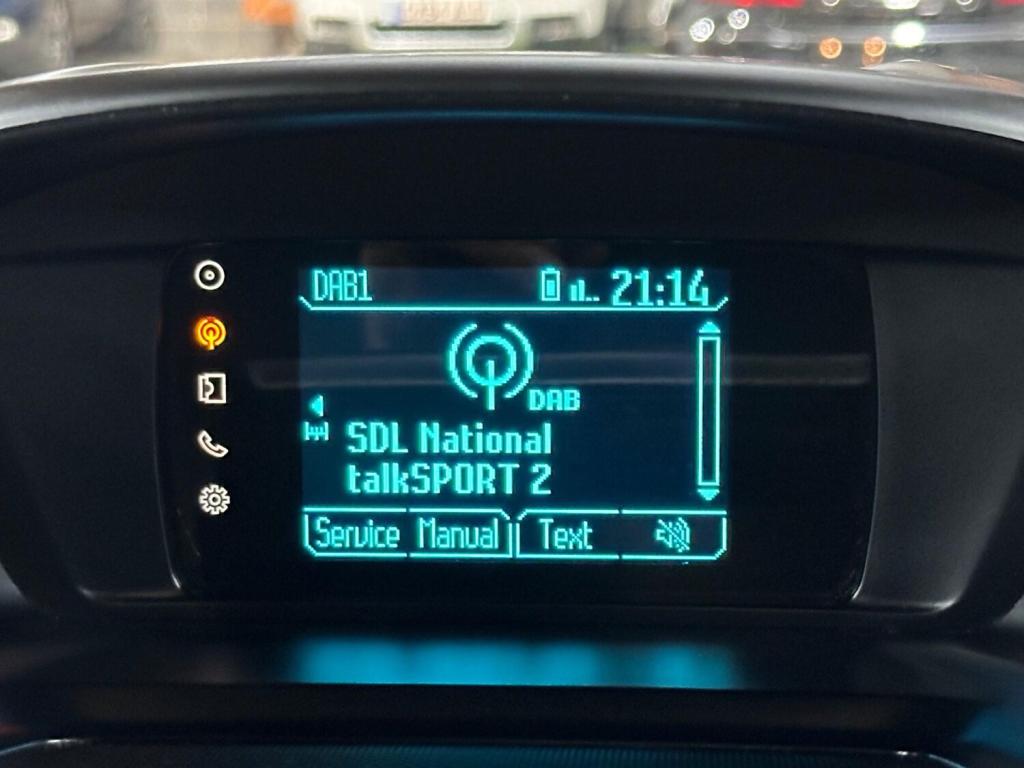 DAB1 21:14
DAB
SDL National
talkSPORT 2
Service Manual Text